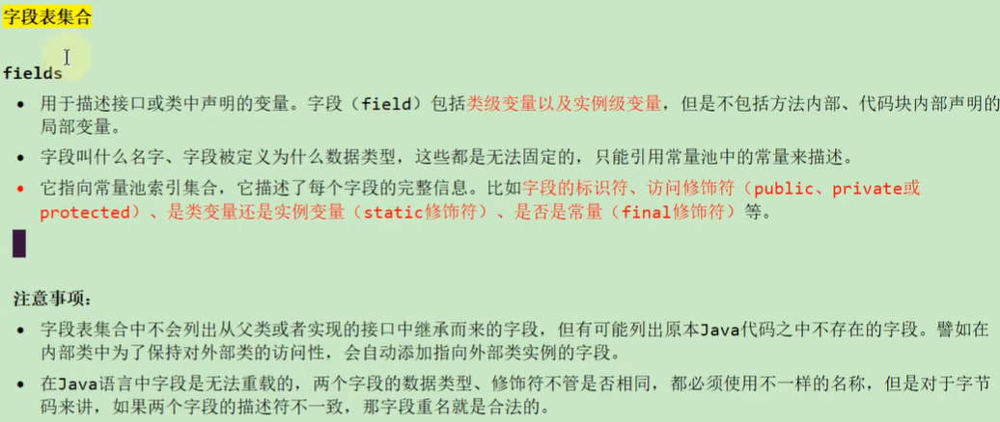 字段表集合
fields
• 用于描述接口或类中声明的变量。字段（field）包括类级变量以及实例级变量，但是不包括方法内部、代码块内部声明的
局部变量。
• 字段叫什么名字、字段被定义为什么数据类型，这些都是无法固定的，只能引用常量池中的常量来描述。
• 它指向常量池索引集合，它描述了每个字段的完整信息。比如字段的标识符、访问修饰符（public、private或
protected）、是类变量还是实例变量（static修饰符）、是否是常量（final修饰符）等。
注意事项：
• 字段表集合中不会列出从父类或者实现的接口中继承而来的字段，但有可能列出原本Java代码之中不存在的字段。譬如在
内部类中为了保持对外部类的访问性，会自动添加指向外部类实例的字段。
• 在Java语言中字段是无法重载的，两个字段的数据类型、修饰符不管是否相同，都必须使用不一样的名称，但是对于字节
码来讲，如果两个字段的描述符不一致，那字段重名就是合法的。